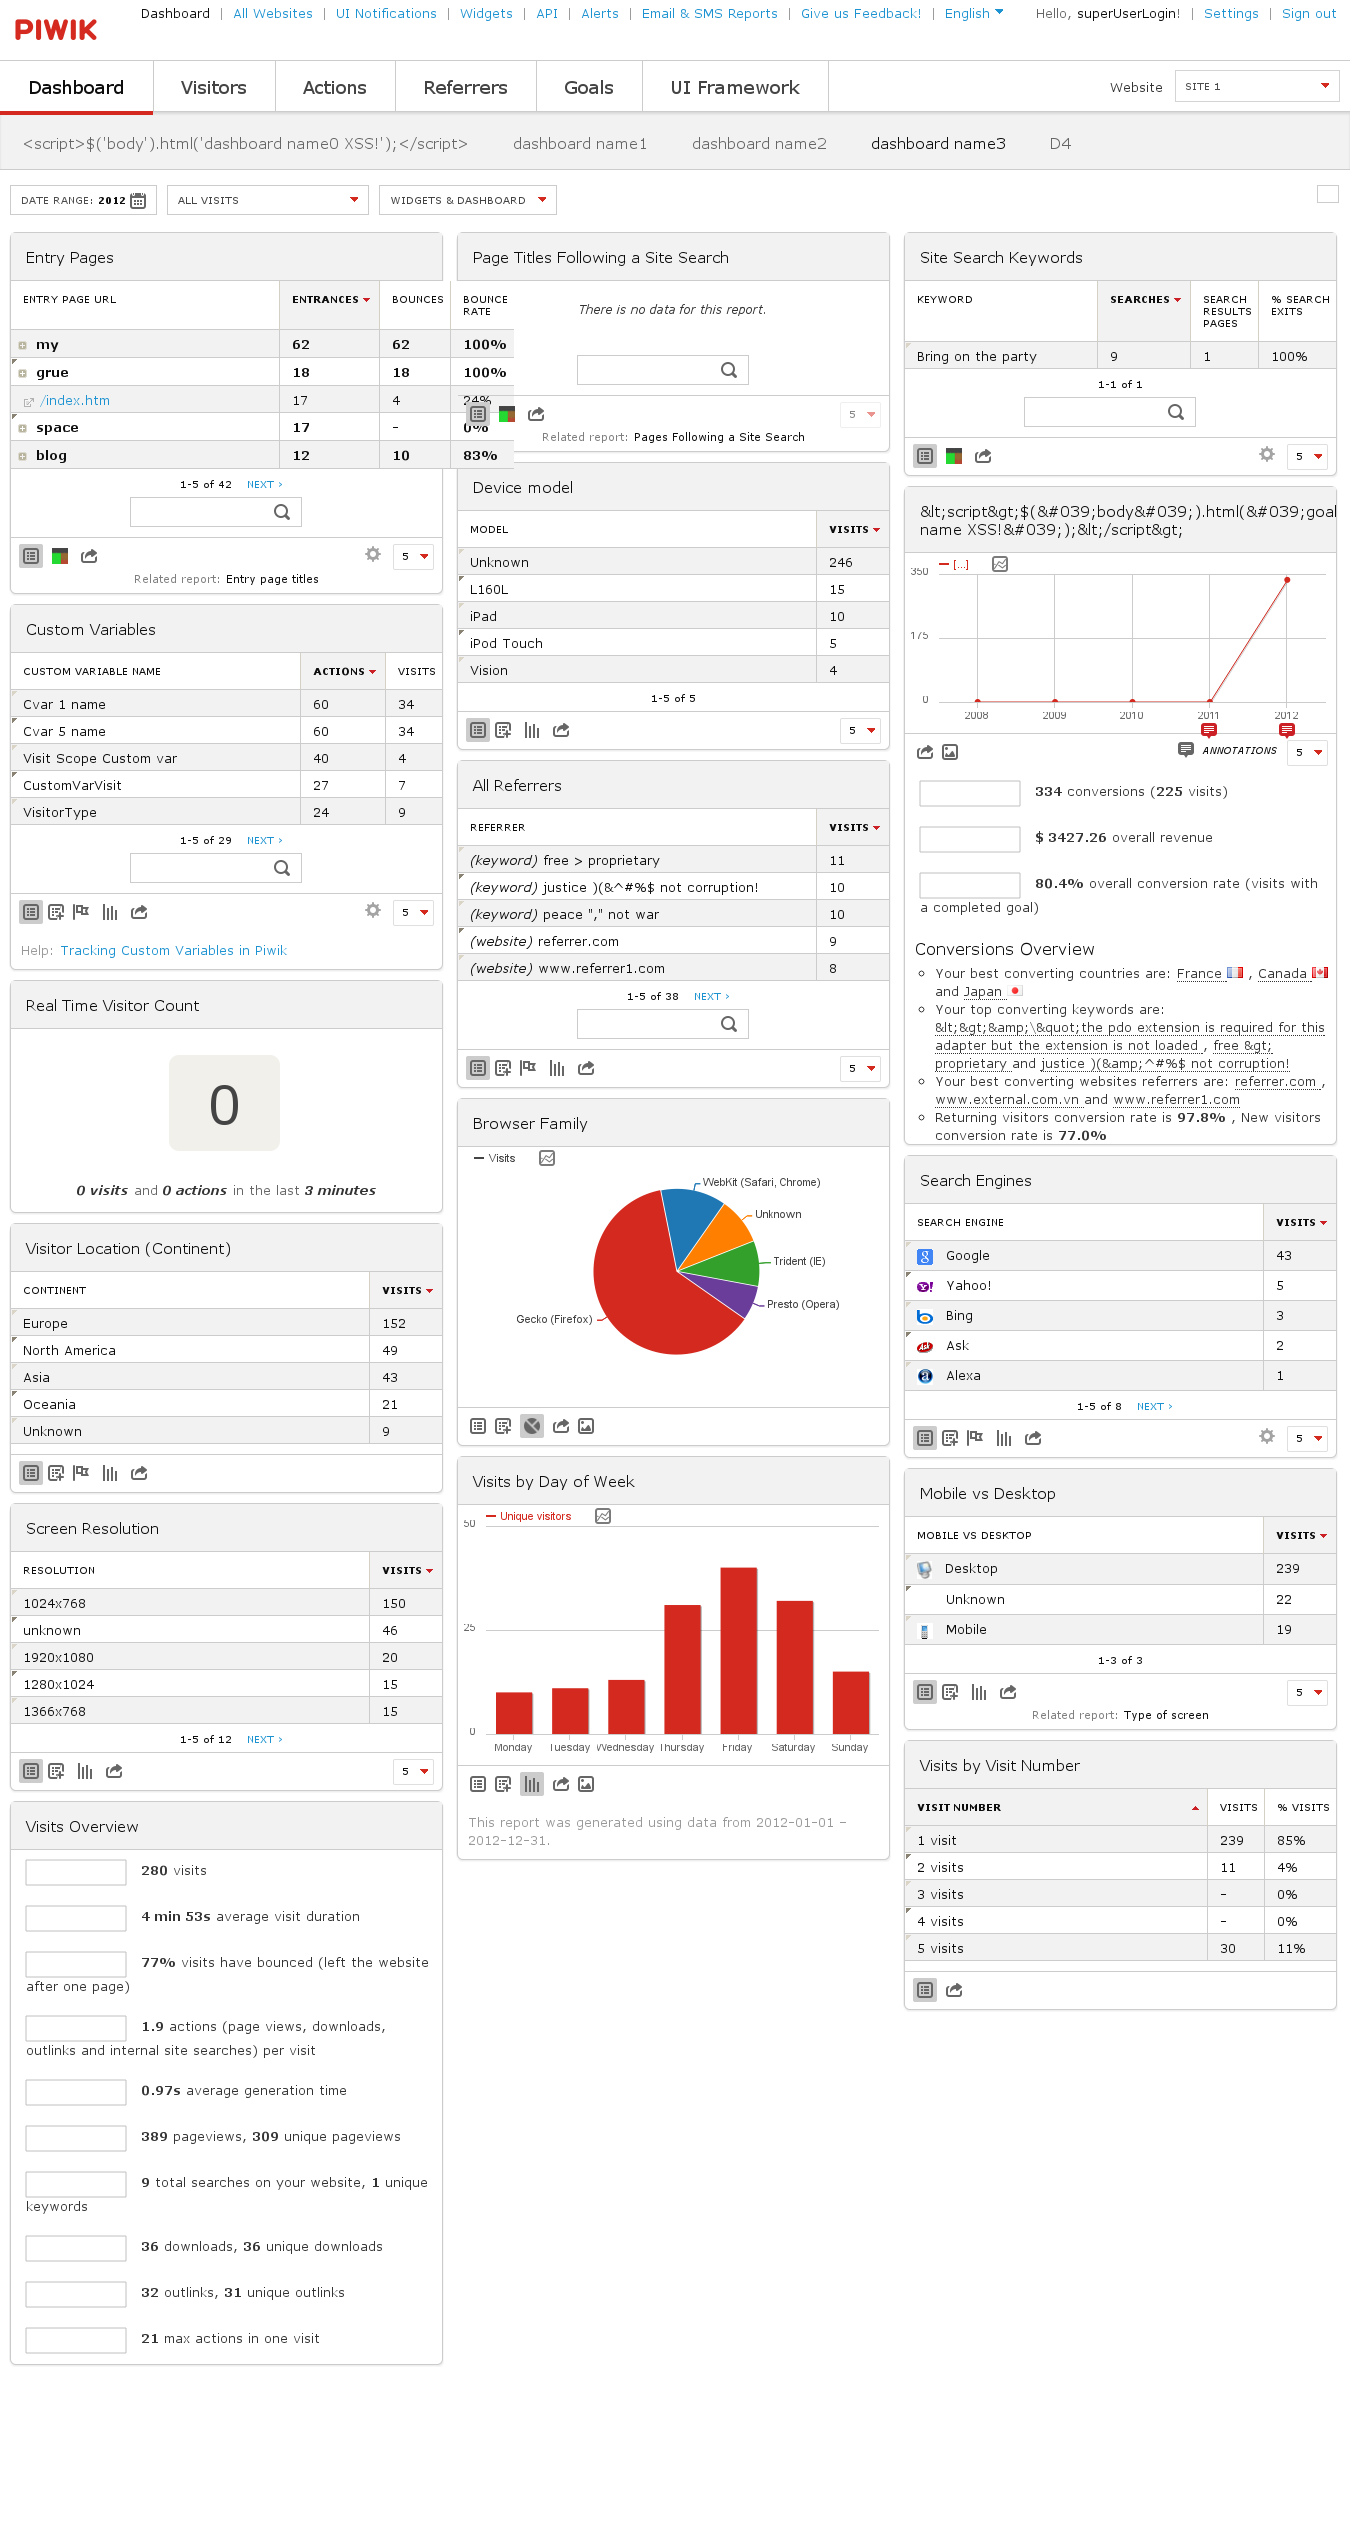 Dashboard | All Websites | UI Notifications | Widgets | API | Alerts | Email & SMS Reports | Give us Feedback! | English Hello, superUserLogin! | Settings | Sign out
PIWIK
Dashboard Visitors Actions Referrers Goals UI Framework Website SITE 1
<script>$('body').html('dashboard name0 XSS!');</script> dashboard name1 dashboard name2 dashboard name3 D4
DATE RANGE: 2012 ALL VISITS WIDGETS & DASHBOARD
Entry Pages
ENTRY PAGE URL ENTRANCES BOUNCES BOUNCE RATE
my 62 62 100%
grue 18 18 100%
/index.htm 17 4 24%
space 17 - 0%
blog 12 10 83%
1-5 of 42 NEXT ›
5
Related report: Entry page titles
Custom Variables
CUSTOM VARIABLE NAME ACTIONS VISITS
Cvar 1 name 60 34
Cvar 5 name 60 34
Visit Scope Custom var 40 4
CustomVarVisit 27 7
VisitorType 24 9
1-5 of 29 NEXT ›
5
Help: Tracking Custom Variables in Piwik
Real Time Visitor Count
0
0 visits and 0 actions in the last 3 minutes
Visitor Location (Continent)
CONTINENT VISITS
Europe 152
North America 49
Asia 43
Oceania 21
Unknown 9
Screen Resolution
RESOLUTION VISITS
1024x768 150
unknown 46
1920x1080 20
1280x1024 15
1366x768 15
1-5 of 12 NEXT ›
5
Visits Overview
280 visits
4 min 53s average visit duration
77% visits have bounced (left the website
after one page)
1.9 actions (page views, downloads,
outlinks and internal site searches) per visit
0.97s average generation time
389 pageviews, 309 unique pageviews
9 total searches on your website, 1 unique
keywords
36 downloads, 36 unique downloads
32 outlinks, 31 unique outlinks
21 max actions in one visit
Page Titles Following a Site Search
There is no data for this report.
5
Related report: Pages Following a Site Search
Device model
MODEL VISITS
Unknown 246
L160L 15
iPad 10
iPod Touch 5
Vision 4
1-5 of 5
5
All Referrers
REFERRER VISITS
(keyword) free > proprietary 11
(keyword) justice )(&^#%$ not corruption! 10
(keyword) peace "," not war 10
(website) referrer.com 9
(website) www.referrer1.com 8
1-5 of 38 NEXT ›
5
Browser Family
Visits
WebKit (Safari, Chrome)
Unknown
Trident (IE)
Presto (Opera)
Gecko (Firefox)
Visits by Day of Week
Unique visitors
50
25
0
Monday Tuesday Wednesday Thursday Friday Saturday Sunday
This report was generated using data from 2012-01-01 –
2012-12-31.
Site Search Keywords
KEYWORD SEARCHES SEARCH RESULTS PAGES % SEARCH EXITS
Bring on the party 9 1 100%
1-1 of 1
5
&lt;script&gt;$(&#039;body&#039;).html(&#039;goal
name XSS!&#039;);&lt;/script&gt;
[...]
350
175
0
2008 2009 2010 2011 2012
ANNOTATIONS 5
334 conversions (225 visits)
$ 3427.26 overall revenue
80.4% overall conversion rate (visits with
a completed goal)
Conversions Overview
Your best converting countries are: France , Canada
and Japan
Your top converting keywords are:
&lt;&gt;&amp;\&quot;the pdo extension is required for this
adapter but the extension is not loaded , free &gt;
proprietary and justice )(&amp;^#%$ not corruption!
Your best converting websites referrers are: referrer.com ,
www.external.com.vn and www.referrer1.com
Returning visitors conversion rate is 97.8% , New visitors
conversion rate is 77.0%
Search Engines
SEARCH ENGINE VISITS
Google 43
Yahoo! 5
Bing 3
Ask 2
Alexa 1
1-5 of 8 NEXT ›
5
Mobile vs Desktop
MOBILE VS DESKTOP VISITS
Desktop 239
Unknown 22
Mobile 19
1-3 of 3
5
Related report: Type of screen
Visits by Visit Number
VISIT NUMBER VISITS % VISITS
1 visit 239 85%
2 visits 11 4%
3 visits - 0%
4 visits - 0%
5 visits 30 11%